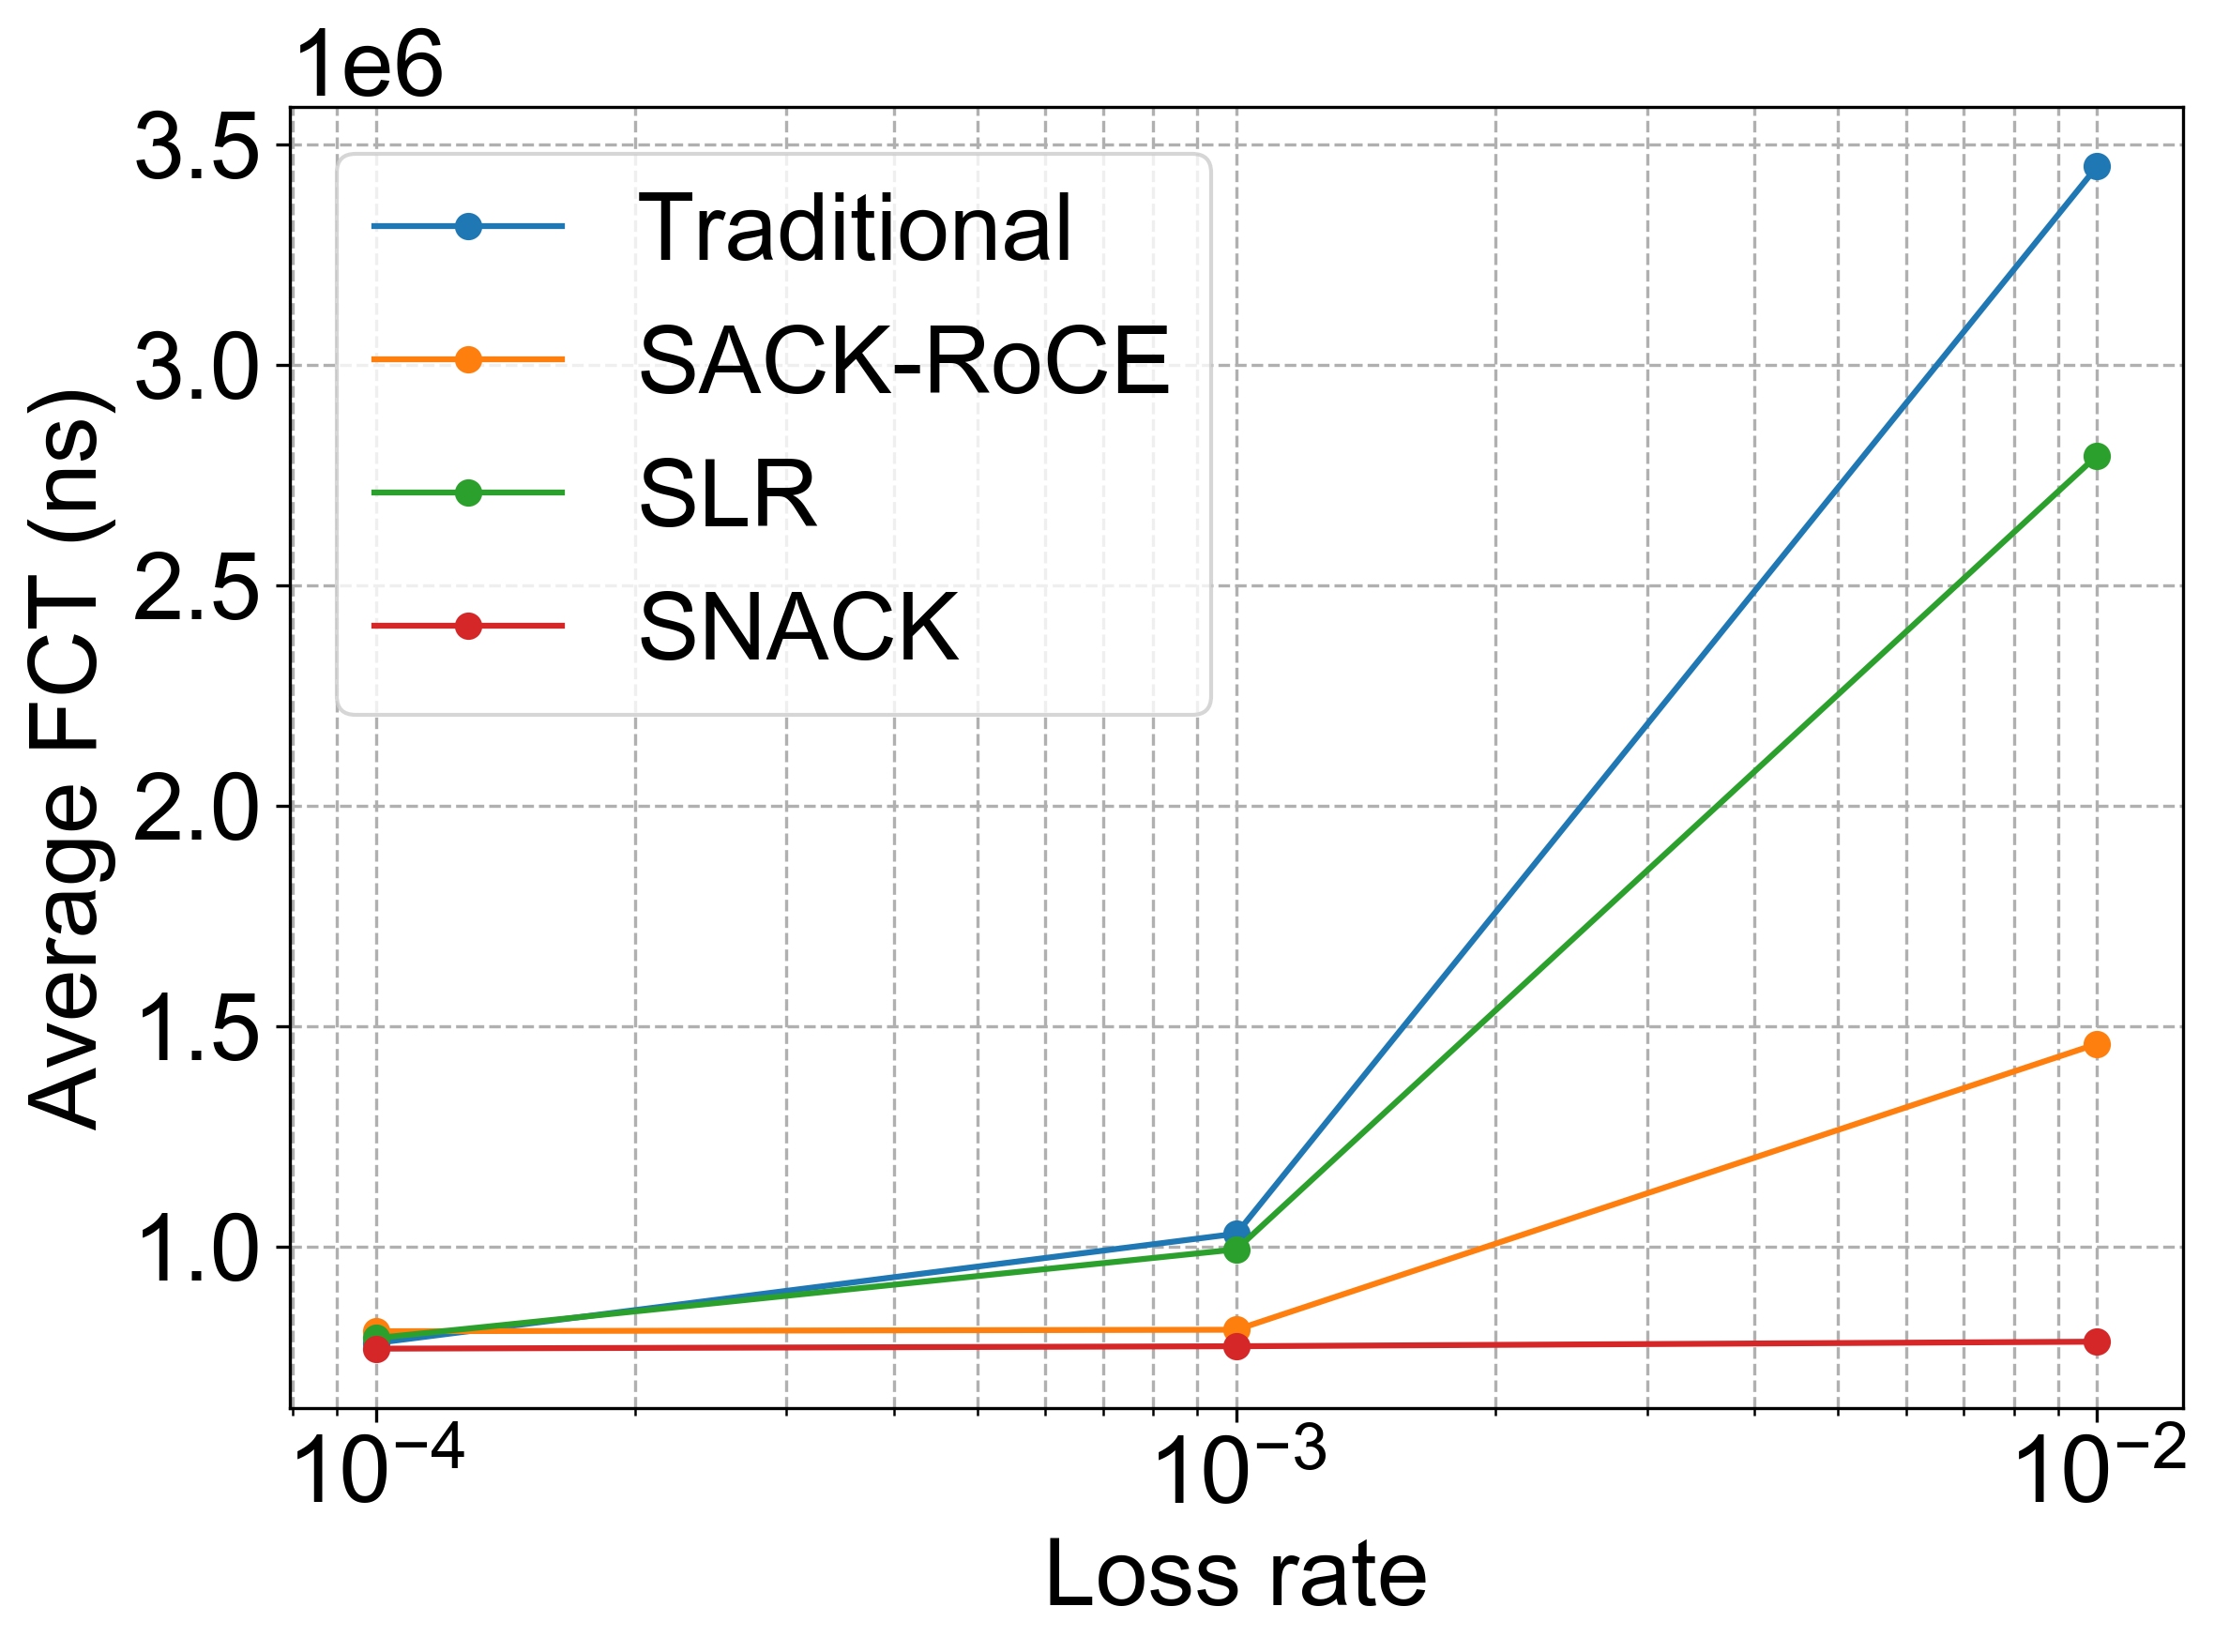 1e6
3.5
3.0
2.5
2.0
1.5
1.0
Average FCT (ns)
Traditional
SACK-RoCE
SLR
SNACK
10⁻⁴
10⁻³
10⁻²
Loss rate